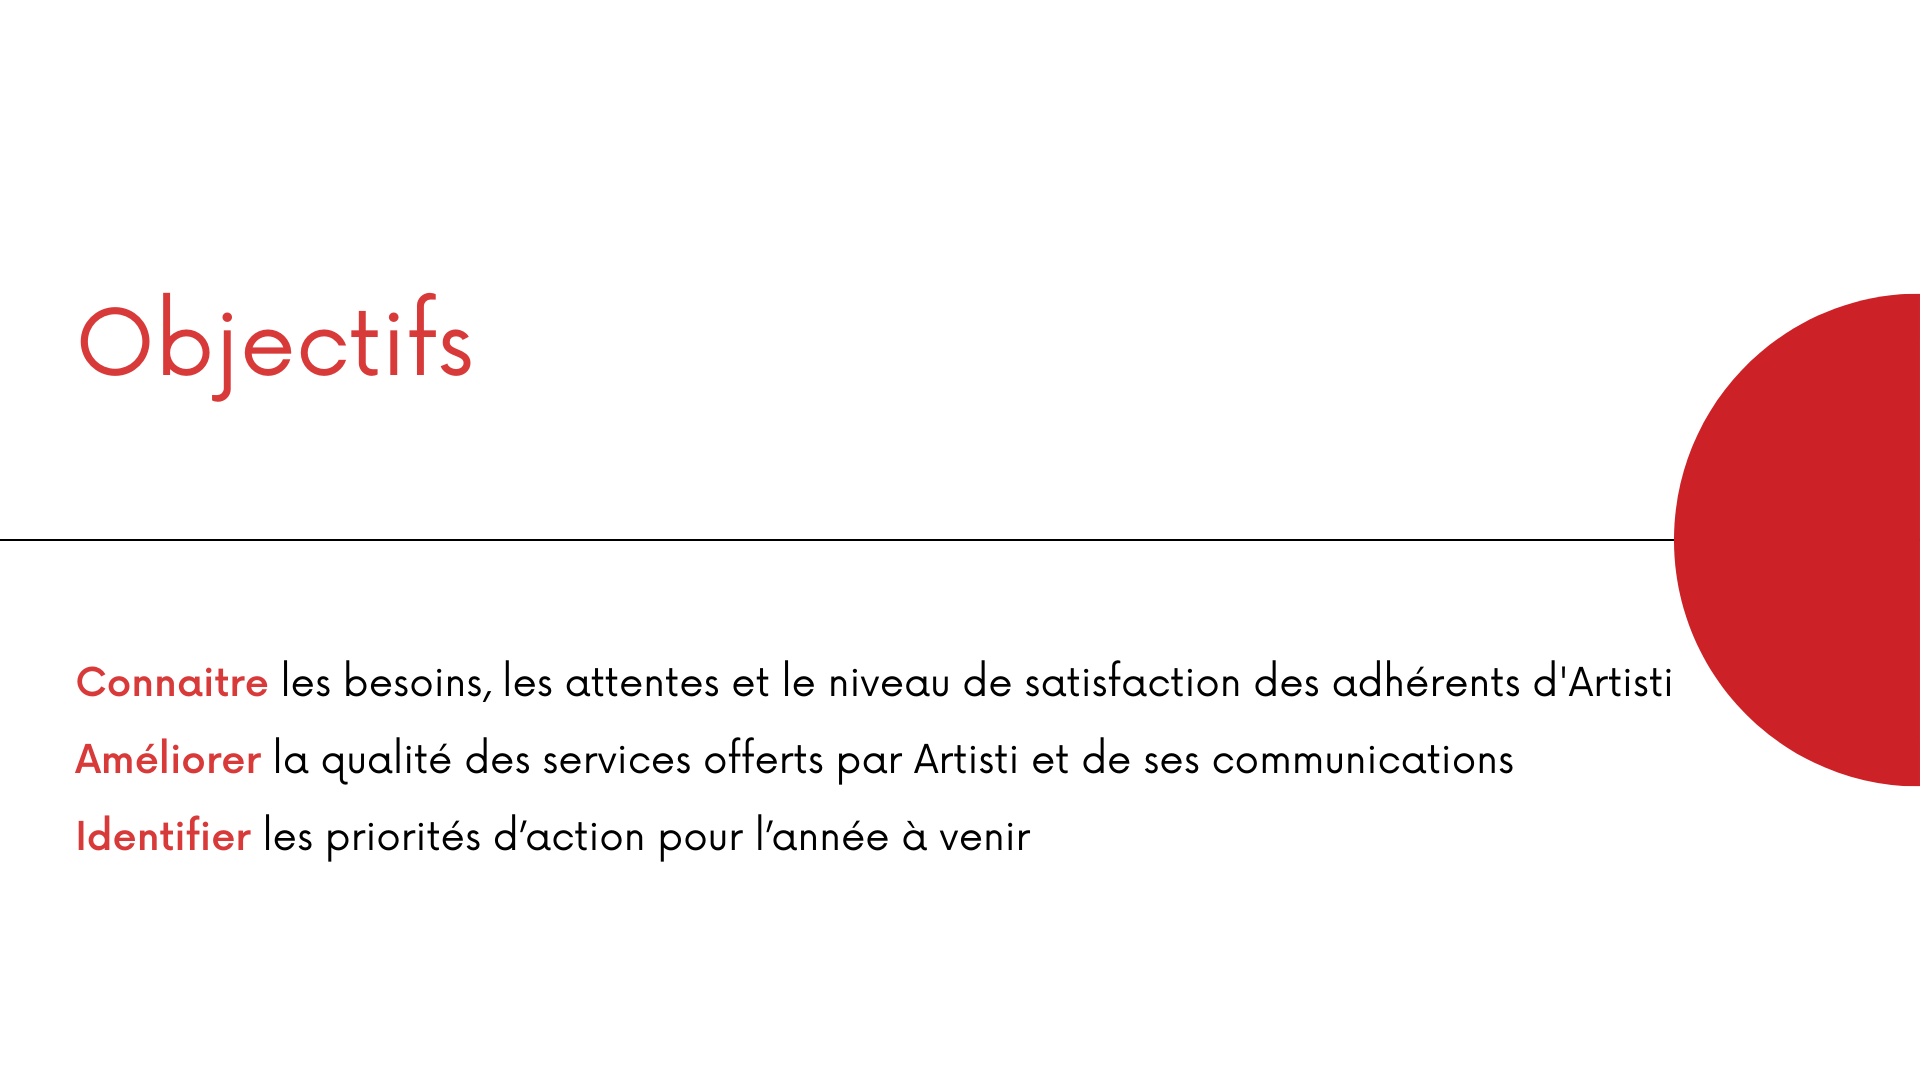 Objectifs
Connaitre les besoins, les attentes et le niveau de satisfaction des adhérents d'Artisti
Améliorer la qualité des services offerts par Artisti et de ses communications
Identifier les priorités d’action pour l’année à venir